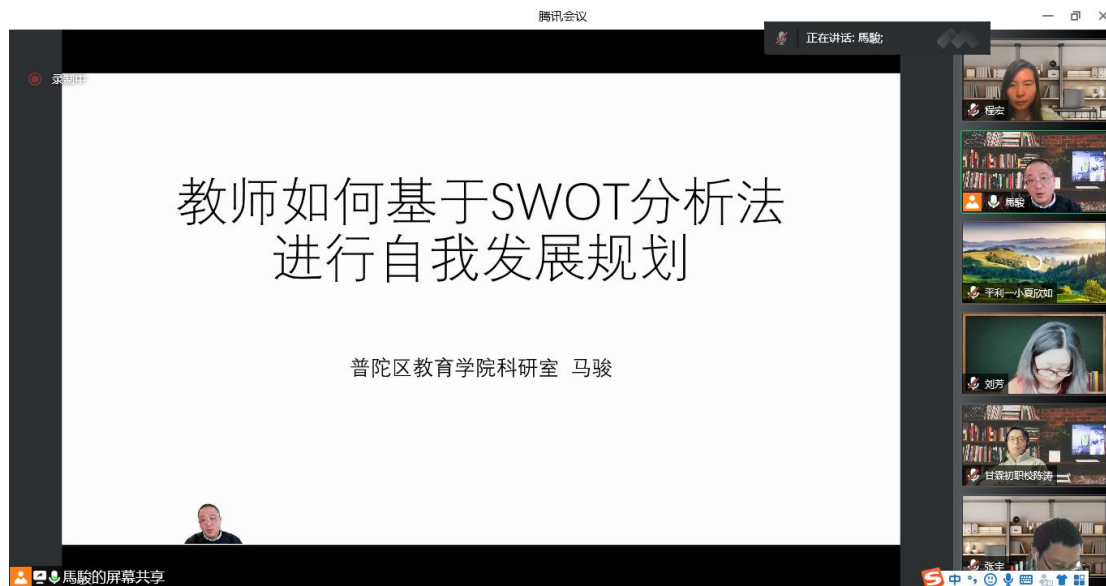 腾讯会议
正在讲话: 馬駿;
录制中
程宏
教师如何基于SWOT分析法
进行自我发展规划
馬駿
平利一小夏欣如
普陀区教育学院科研室 马骏
刘芳
甘霖初职校陈涛
张宇
馬駿的屏幕共享
中